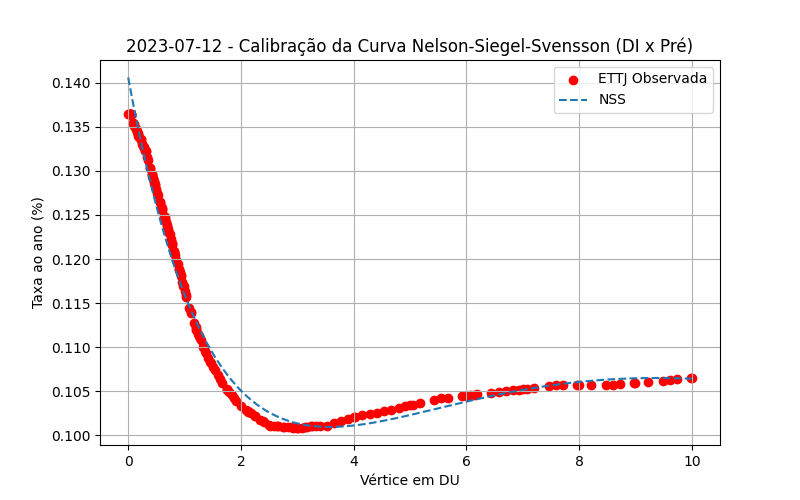 2023-07-12 - Calibração da Curva Nelson-Siegel-Svensson (DI x Pré)
ETTJ Observada
NSS
Taxa ao ano (%)
0.140
0.135
0.130
0.125
0.120
0.115
0.110
0.105
0.100
0 2 4 6 8 10
Vértice em DU